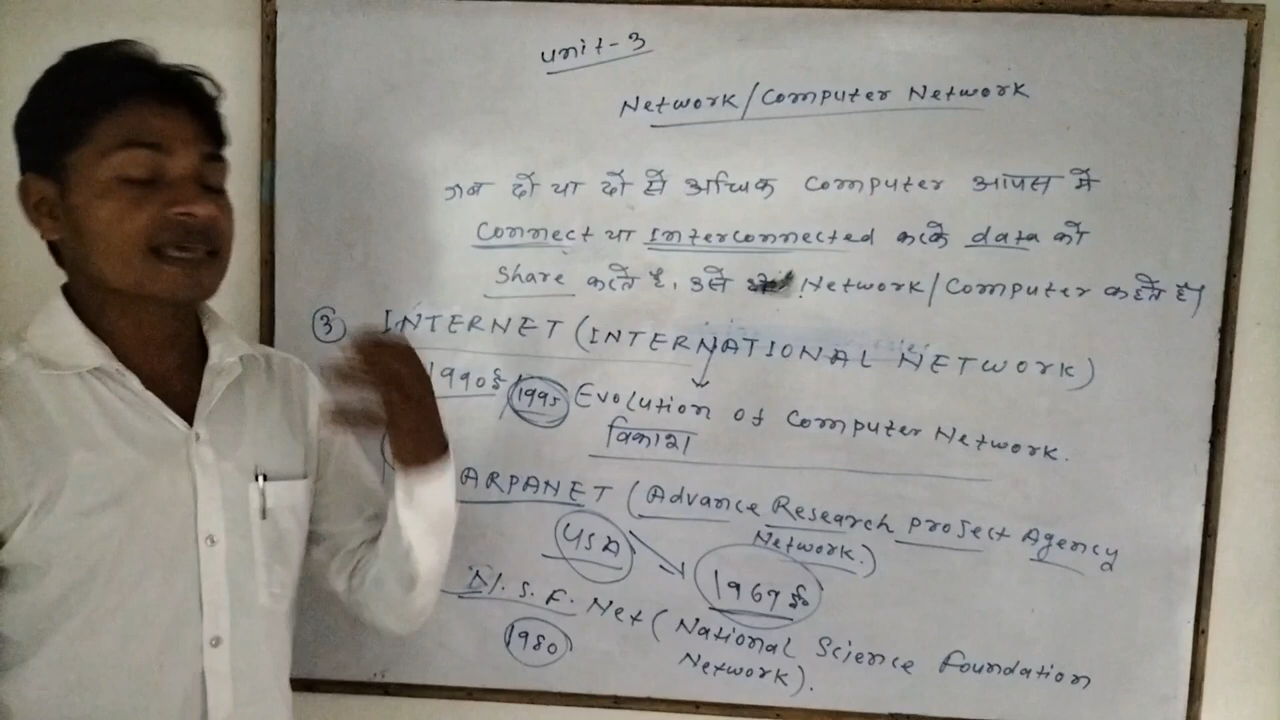 Unit-3
Network/Computer Network
जब दो या दो से अधिक Computer आपस में
Connect या Interconnected करके data को
Share करते है, उसे Network/Computer कहते है।
③ INTERNET (INTERNATIONAL NETWORK)
1990ई 1995 Evolution of Computer Network.
विकाश
ARPANET (Advance Research Project Agency
Network.)
USA 1969 ई०
N. S. F. Net (National Science Foundation
Network).
1980